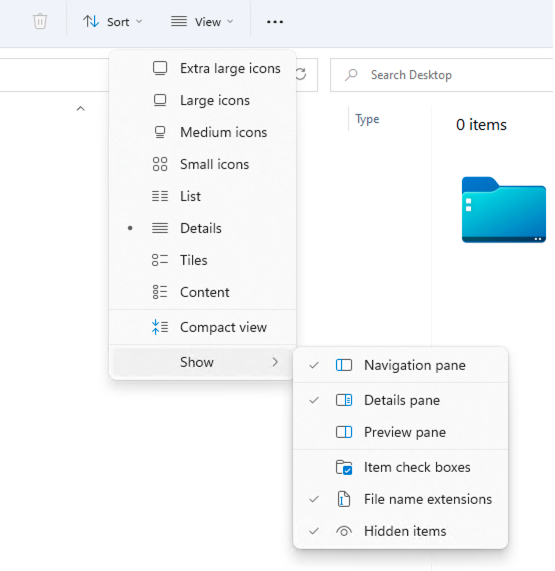 Sort
View
Extra large icons
Large icons
Medium icons
Small icons
List
Details
Tiles
Content
Compact view
Show
Search Desktop
Type
0 items
Navigation pane
Details pane
Preview pane
Item check boxes
File name extensions
Hidden items